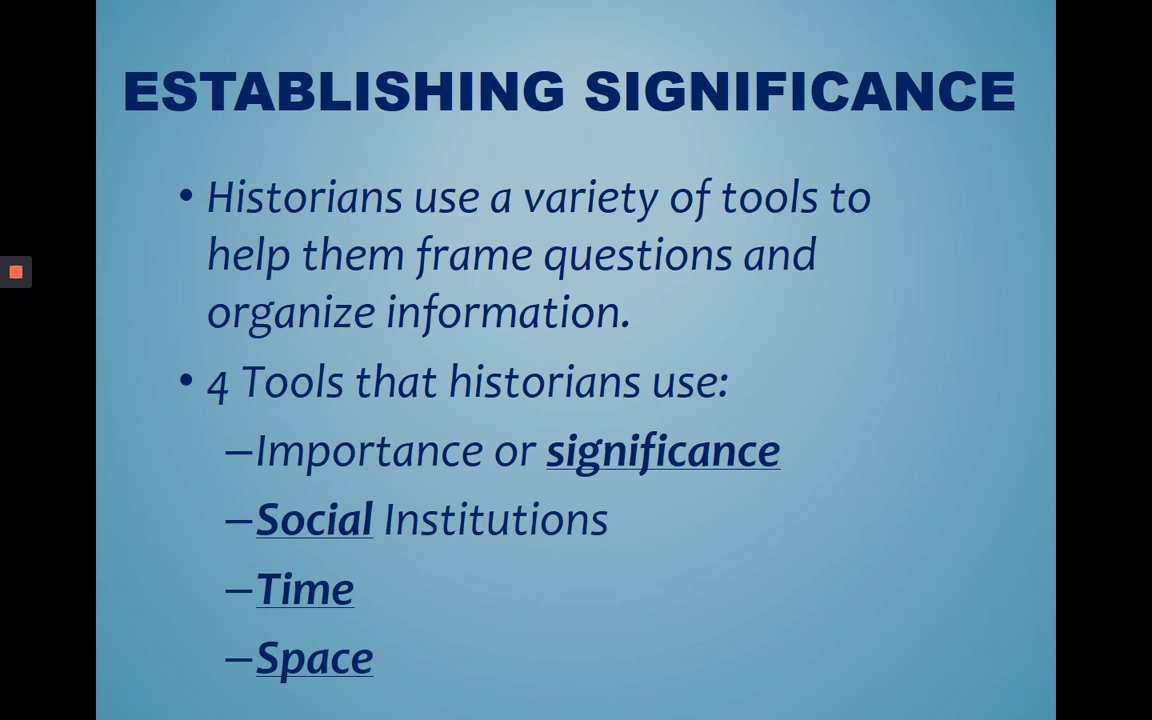 ESTABLISHING SIGNIFICANCE
• Historians use a variety of tools to
help them frame questions and
organize information.
• 4 Tools that historians use:
–Importance or significance
–Social Institutions
–Time
–Space